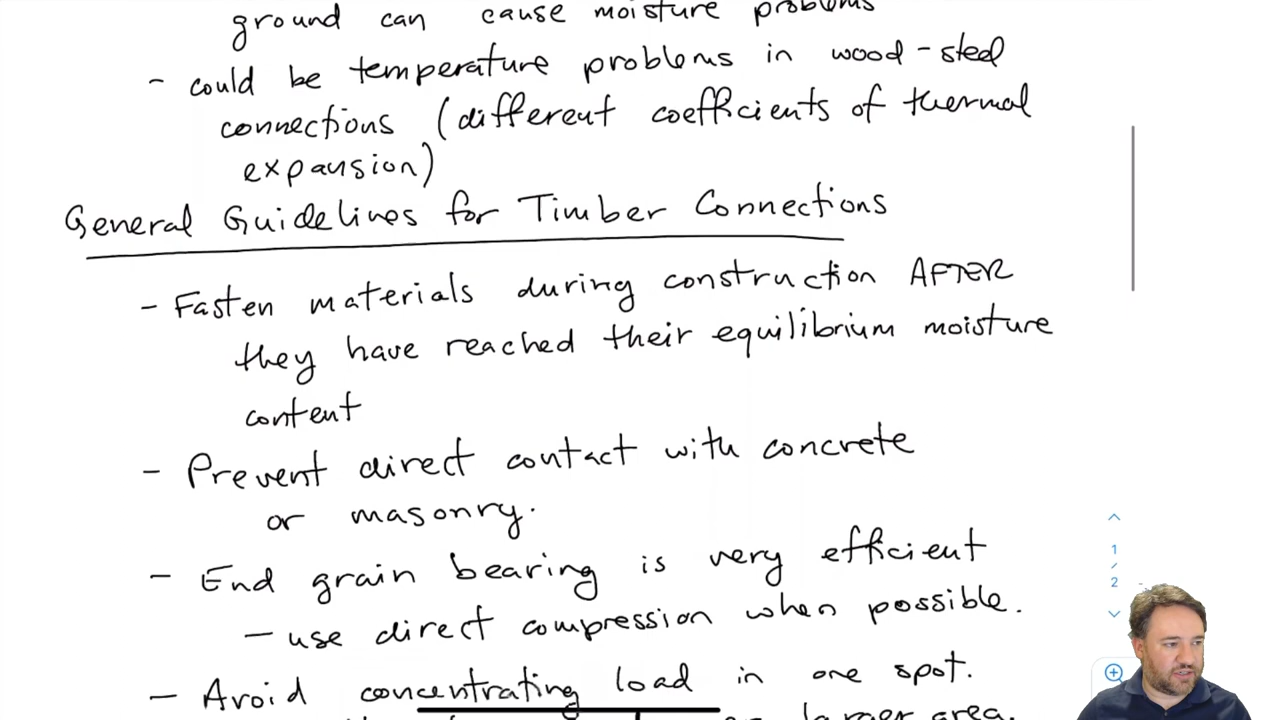 ground can cause moisture problems
- could be temperature problems in wood-steel
connections (different coefficients of thermal
expansion)
General Guidelines for Timber Connections
- Fasten materials during construction AFTER
they have reached their equilibrium moisture
content
- Prevent direct contact with concrete
or masonry.
- End grain bearing is very efficient
- use direct compression when possible.
- Avoid concentrating load in one spot.
larger area.
1
/
2